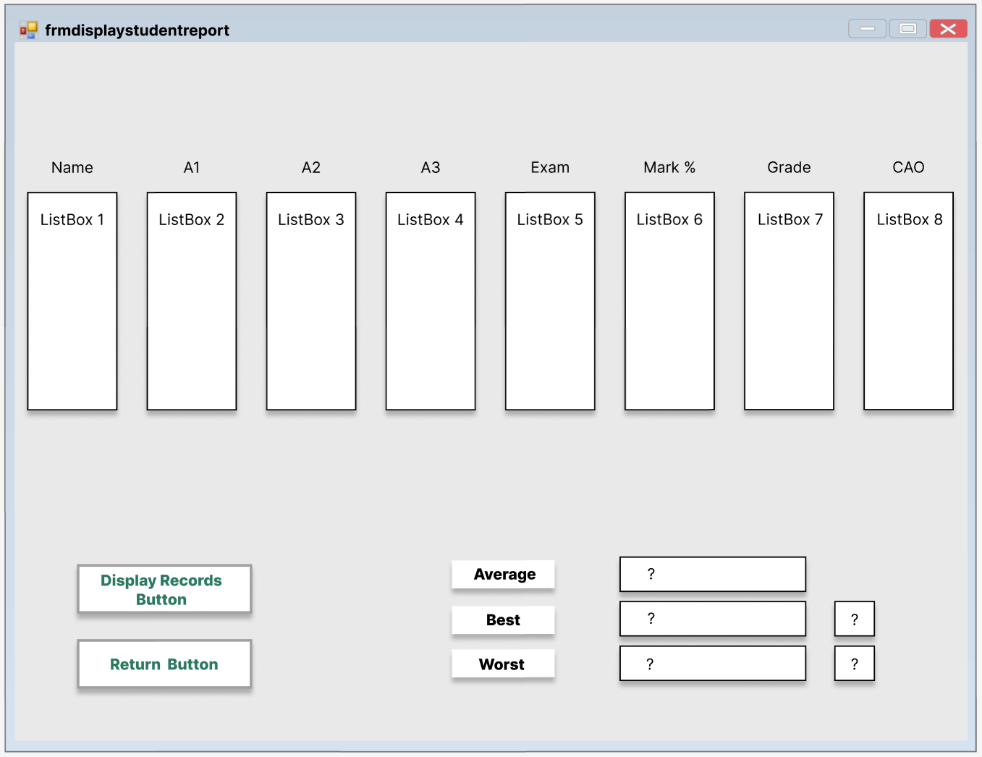 frmdisplaystudentreport
Name A1 A2 A3 Exam Mark % Grade CAO
ListBox 1 ListBox 2 ListBox 3 ListBox 4 ListBox 5 ListBox 6 ListBox 7 ListBox 8
Display Records
Button
Return Button
Average ?
Best ? ?
Worst ? ?